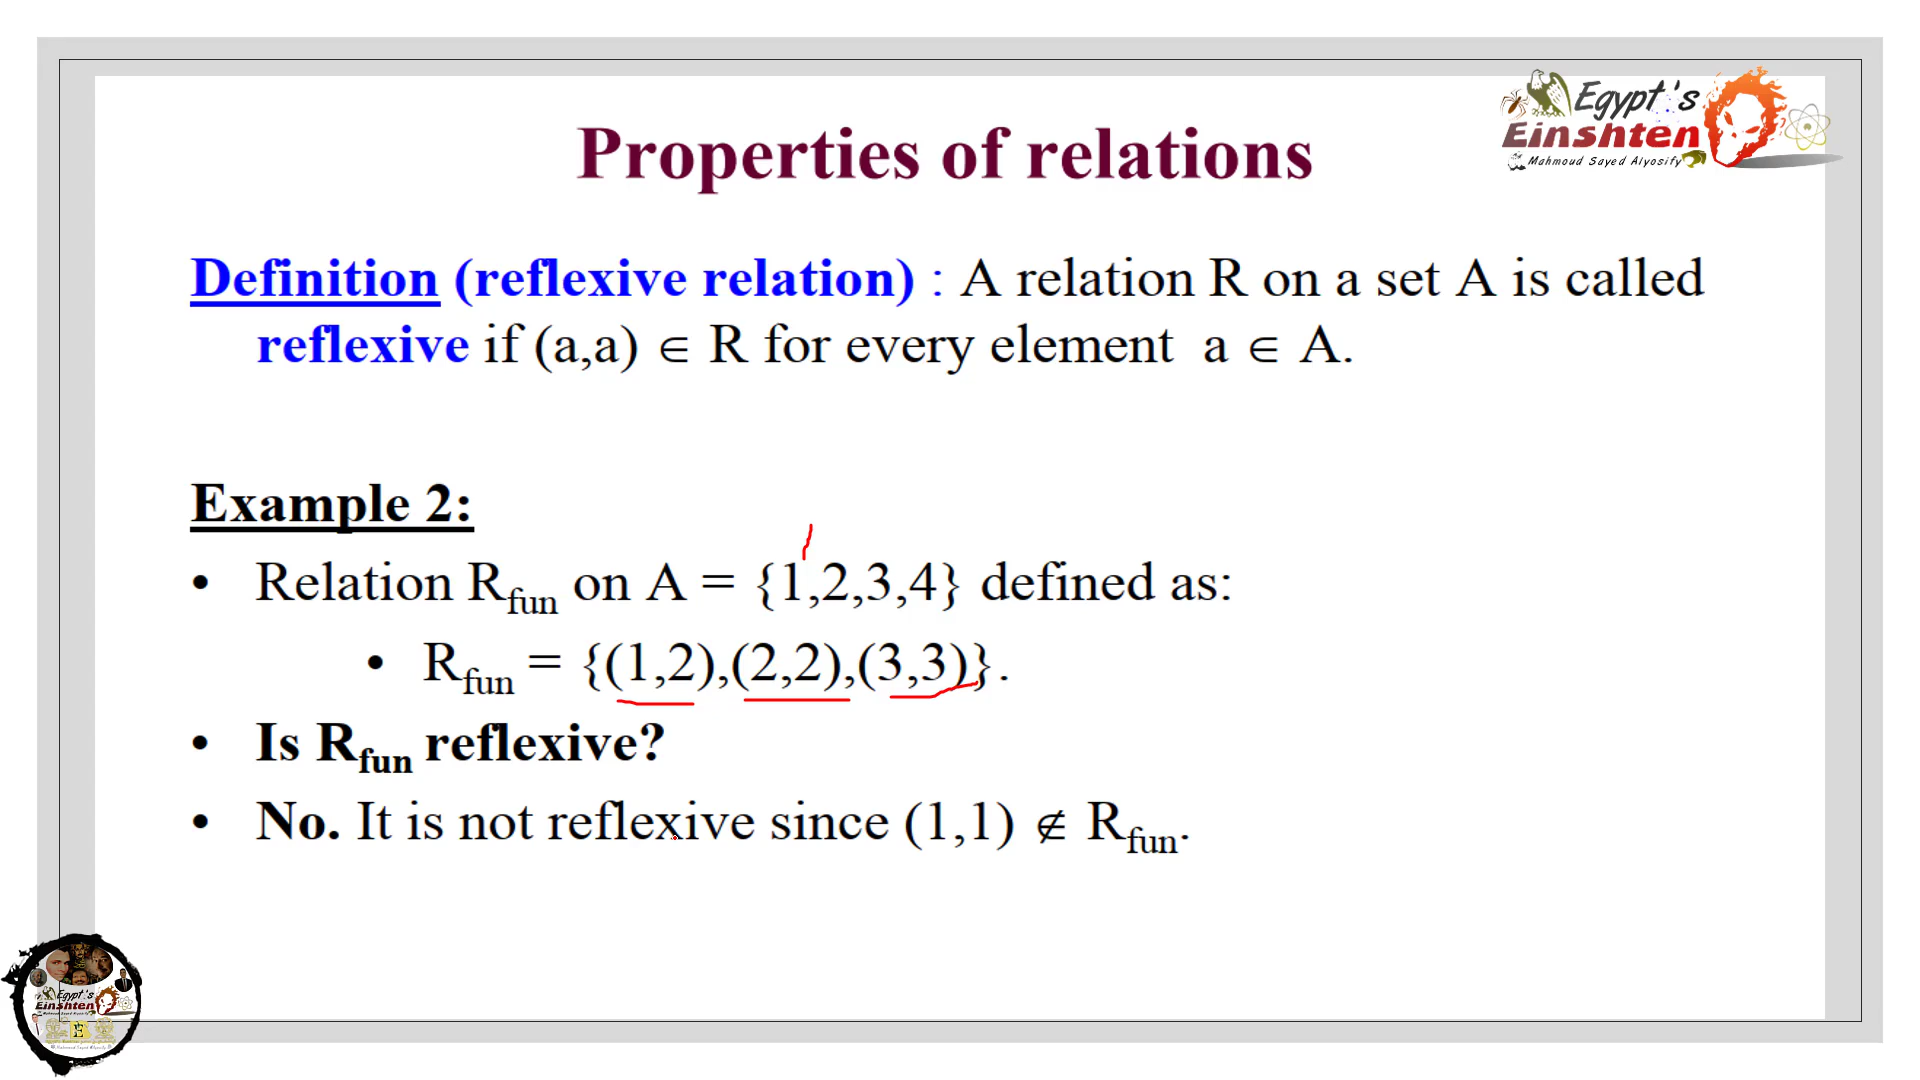 Egypt's
Einshten
Mahmoud Sayed Alyosify
Properties of relations
Definition (reflexive relation) : A relation R on a set A is called
reflexive if (a,a) ∈ R for every element a ∈ A.
Example 2:
• Relation Rfun on A = {1,2,3,4} defined as:
• Rfun = {(1,2),(2,2),(3,3)}.
• Is Rfun reflexive?
• No. It is not reflexive since (1,1) ∉ Rfun.
Egypt's
Einshten